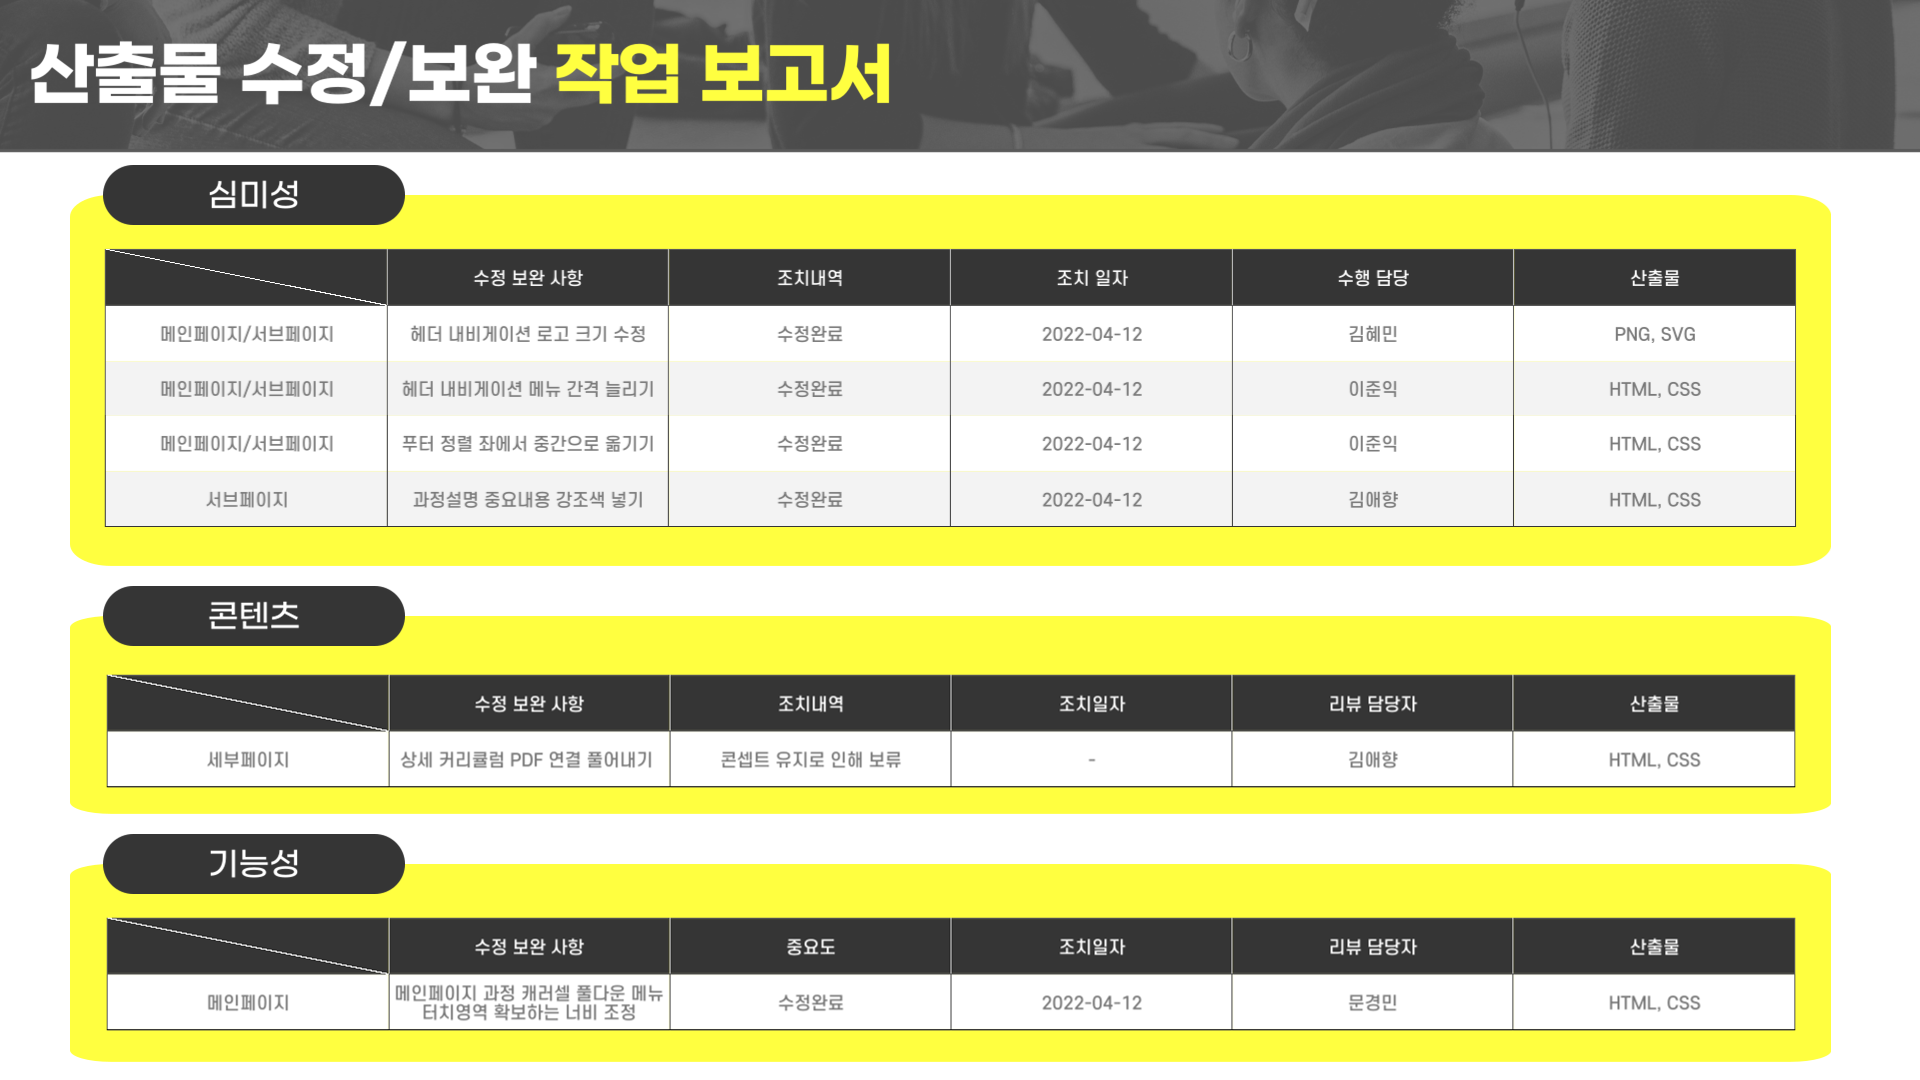 산출물 수정/보완 작업 보고서
심미성
수정 보완 사항 조치내역 조치 일자 수행 담당 산출물
메인페이지/서브페이지 헤더 내비게이션 로고 크기 수정 수정완료 2022-04-12 김혜민 PNG, SVG
메인페이지/서브페이지 헤더 내비게이션 메뉴 간격 늘리기 수정완료 2022-04-12 이준익 HTML, CSS
메인페이지/서브페이지 푸터 정렬 좌에서 중간으로 옮기기 수정완료 2022-04-12 이준익 HTML, CSS
서브페이지 과정설명 중요내용 강조색 넣기 수정완료 2022-04-12 김애향 HTML, CSS
콘텐츠
수정 보완 사항 조치내역 조치일자 리뷰 담당자 산출물
세부페이지 상세 커리큘럼 PDF 연결 풀어내기 콘셉트 유지로 인해 보류 - 김애향 HTML, CSS
기능성
수정 보완 사항 중요도 조치일자 리뷰 담당자 산출물
메인페이지 메인페이지 과정 캐러셀 풀다운 메뉴
터치영역 확보하는 너비 조정 수정완료 2022-04-12 문경민 HTML, CSS